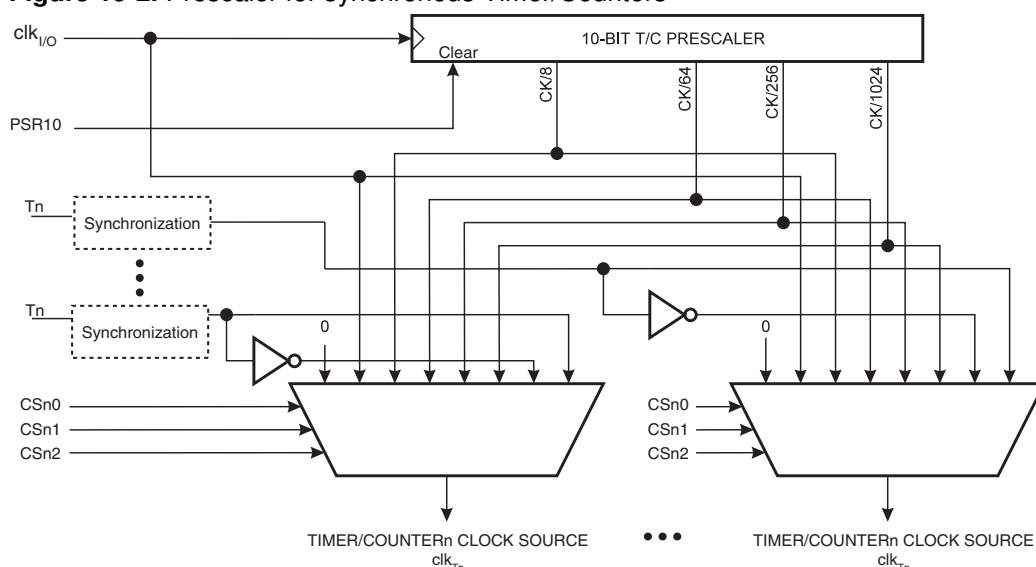 Figure 16-2. Prescaler for synchronous Timer/Counters
clkI/O
10-BIT T/C PRESCALER
Clear
CK/8
CK/64
CK/256
CK/1024
PSR10
Tn
Synchronization
Tn
Synchronization
0
0
CSn0
CSn1
CSn2
CSn0
CSn1
CSn2
TIMER/COUNTERn CLOCK SOURCE
clkTn
TIMER/COUNTERn CLOCK SOURCE
clkTn